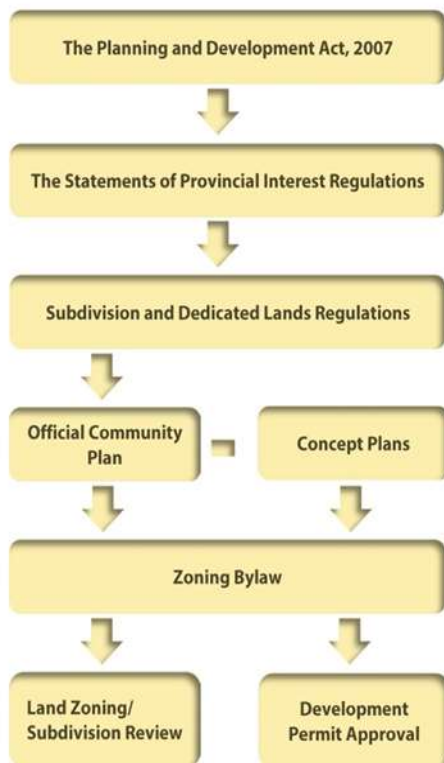 The Planning and Development Act, 2007
The Statements of Provincial Interest Regulations
Subdivision and Dedicated Lands Regulations
Official Community
Plan
Concept Plans
Zoning Bylaw
Land Zoning/
Subdivision Review
Development
Permit Approval